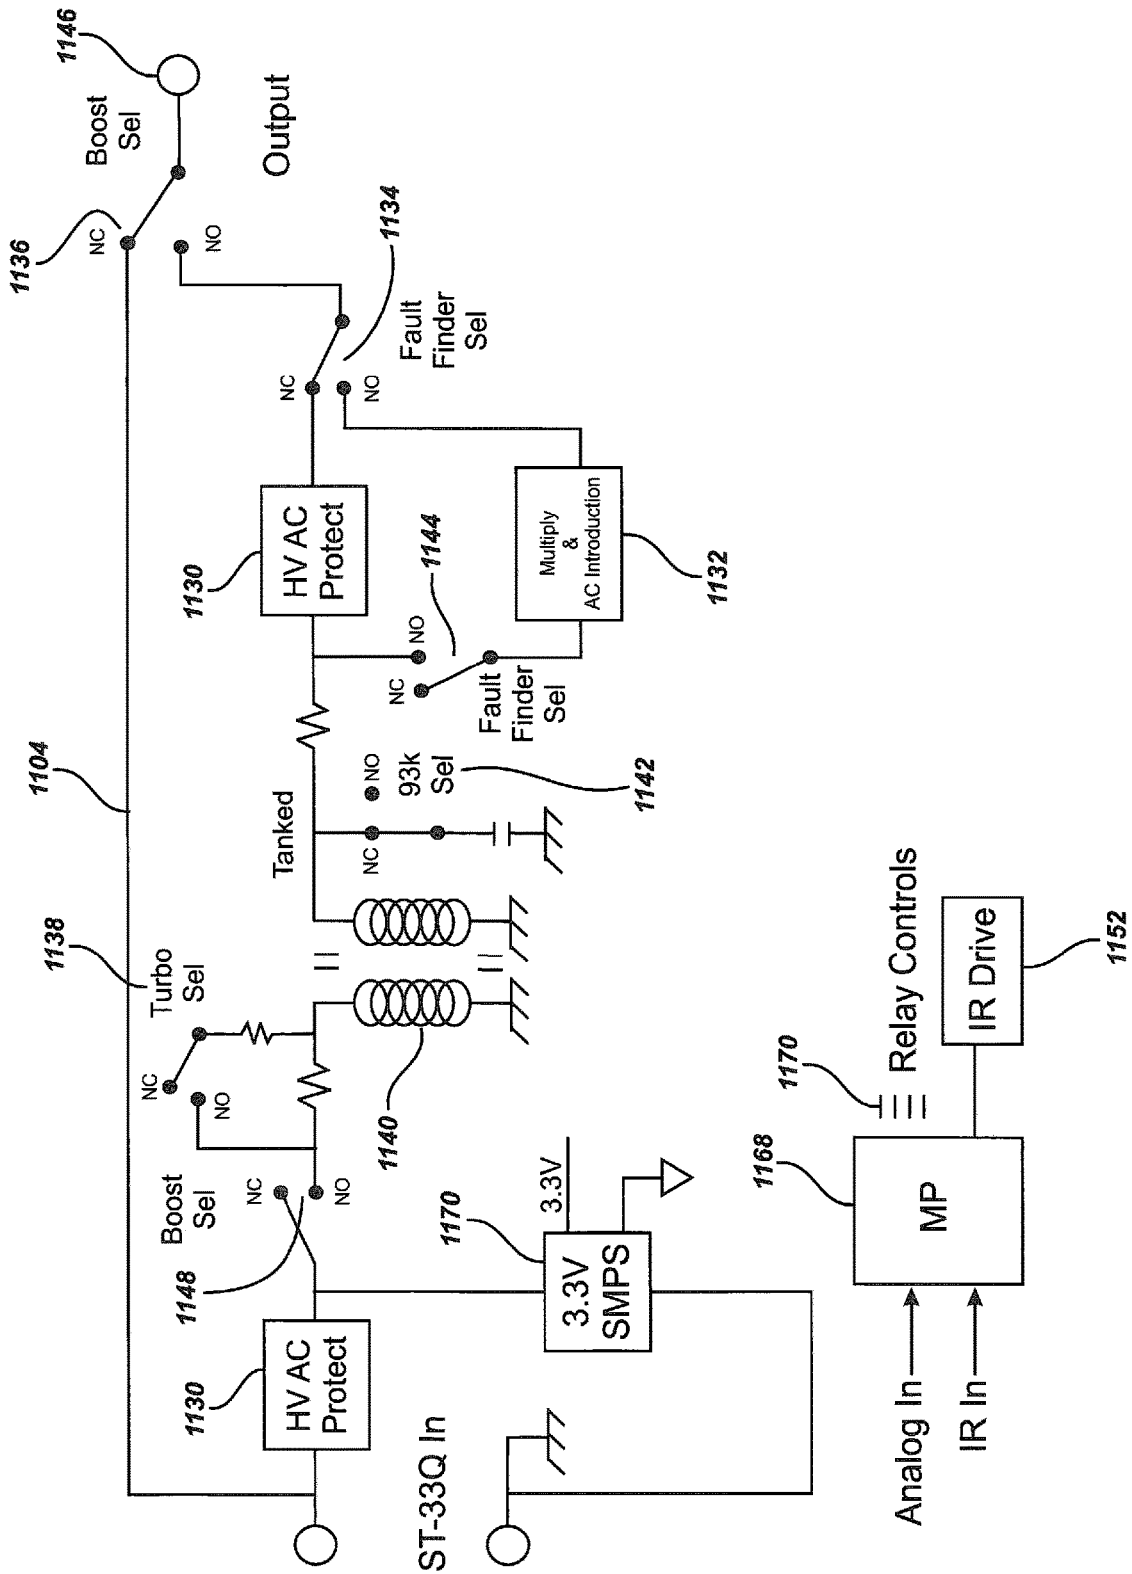 1146
Boost
Sel
1136
NC
NO
Output
1134
Fault
Finder
Sel
NC
NO
HV AC
Protect
1130
Multiply
&
AC Introduction
1132
1144
NO
NC
Fault
Finder
Sel
1104
Tanked
NO
93k
Sel
1142
NC
1138
Turbo
Sel
NC
NO
1140
Boost
Sel
NC
NO
1148
HV AC
Protect
1130
ST-33Q In
3.3V
3.3V
SMPS
1170
Relay Controls
1170
MP
1168
IR Drive
1152
Analog In
IR In